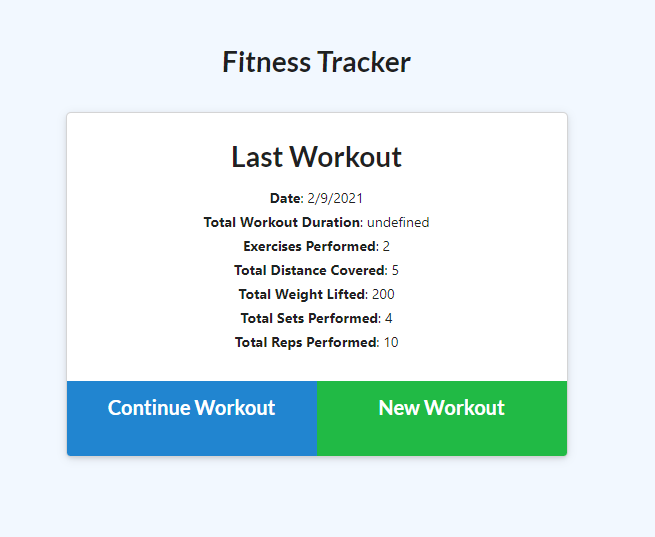 Fitness Tracker
Last Workout
Date: 2/9/2021
Total Workout Duration: undefined
Exercises Performed: 2
Total Distance Covered: 5
Total Weight Lifted: 200
Total Sets Performed: 4
Total Reps Performed: 10
Continue Workout
New Workout